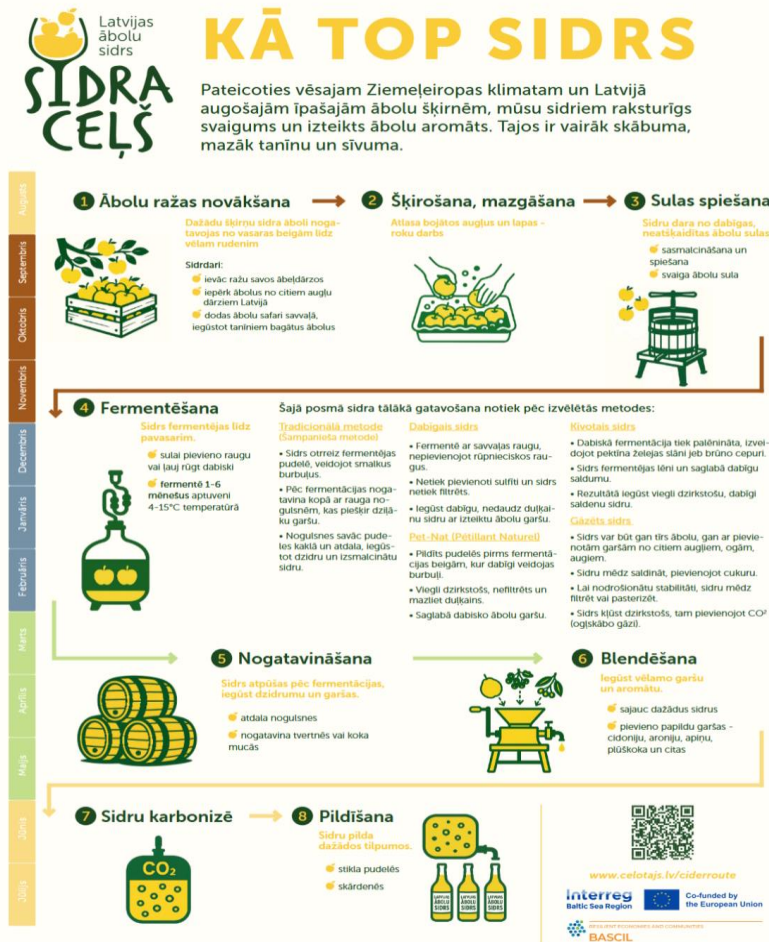 Latvijas
ābolu
sidrs
SIDRA
CEĻŠ
KĀ TOP SIDRS
Pateicoties vēsajam Ziemeļeiropas klimatam un Latvijā
augošajām īpašajām ābolu šķirnēm, mūsu sidriem raksturīgs
svaigums un izteikts ābolu aromāts. Tajos ir vairāk skābuma,
mazāk tanīnu un sīvuma.
Augusts
Septembris
Oktobris
Novembris
Decembris
Janvāris
Februāris
Marts
Aprīlis
Maijs
Jūnijs
Jūlijs
1 Ābolu ražas novākšana
Dažādu šķirņu sidra āboli noga-
tavojas no vasaras beigām līdz
vēlam rudenim
Sidrdari:
ievāc ražu savos ābeļdārzos
iepērk ābolus no citiem augļu
dārziem Latvijā
dodas ābolu safari savvaļā,
iegūstot tanīniem bagātus ābolus
2 Šķirošana, mazgāšana
Atlasa bojātos augļus un lapas -
roku darbs
3 Sulas spiešana
Sidru dara no dabīgas,
neatšķaidītas ābolu sulas
sasmalcināšana un
spiešana
svaiga ābolu sula
4 Fermentēšana
Sidrs fermentējas līdz
pavasarim.
sulai pievieno raugu
vai ļauj rūgt dabiski
fermentē 1-6
mēnešus aptuveni
4-15°C temperatūrā
Šajā posmā sidra tālākā gatavošana notiek pēc izvēlētās metodes:
Tradicionālā metode
(Šampanieta metode)
• Sidrs otrreiz fermentējas
pudelē, veidojot smalkus
burbuļus.
• Pēc fermentācijas noga-
tavina kopā ar rauga no-
gulsnēm, kas piešķir dziļā-
ku garšu.
• Nogulsnes savāc pude-
les kaklā un atdala, iegūs-
tot dzidru un izsmalcinātu
sidru.
Dabīgais sidrs
• Fermentē ar savvaļas raugu,
nepievienojot rūpnieciskos rau-
gus.
• Netiek pievienoti sulfīti un sidrs
netiek filtrēts.
• Iegūst dabīgu, nedaudz duļķai-
nu sidru ar izteiktu ābolu garšu.
Pet-Nat (Pétillant Naturel)
• Pildīts pudelēs pirms fermentā-
cijas beigām, kur dabīgi veidojas
burbuļi.
• Viegli dzirkstošs, nefiltrēts un
mazliet duļķains.
• Saglabā dabisko ābolu garšu.
Kīvotais sidrs
• Dabiskā fermentācija tiek palēnināta, izvei-
dojot pektīna želejas slāni jeb brūno cepuri.
• Sidrs fermentējas lēni un saglabā dabīgu
saldumu.
• Rezultātā iegūst viegli dzirkstošu, dabīgi
saldenu sidru.
Gāzēts sidrs
• Sidrs var būt gan tīrs ābolu, gan ar pievie-
notām garšām no citiem augļiem, ogām,
augiem.
• Sidru mēdz saldināt, pievienojot cukuru.
• Lai nodrošinātu stabilitāti, sidru mēdz
filtrēt vai pasterizēt.
• Sidrs kļūst dzirkstošs, tam pievienojot CO²
(ogļskābo gāzi).
5 Nogatavināšana
Sidrs atpūšas pēc fermentācijas,
iegūst dzidrumu un garšas.
atdala nogulsnes
nogatavina tvertnēs vai koka
mucās
6 Blendēšana
Iegūst vēlamo garšu
un aromātu.
sajauc dažādus sidrus
pievieno papildu garšas -
cidoniju, aroniju, apiņu,
plūškoka un citas
7 Sidru karbonizē
CO₂
8 Pildīšana
Sidru pilda
dažādos tilpumos.
stikla pudelēs
skārdenēs
LATVIJAS ĀBOLU SIDRS
LATVIJAS ĀBOLU SIDRS
LATVIJAS ĀBOLU SIDRS
www.celotajs.lv/ciderroute
Interreg
Baltic Sea Region
Co-funded by
the European Union
RESILIENT ECONOMIES AND COMMUNITIES
BASCIL